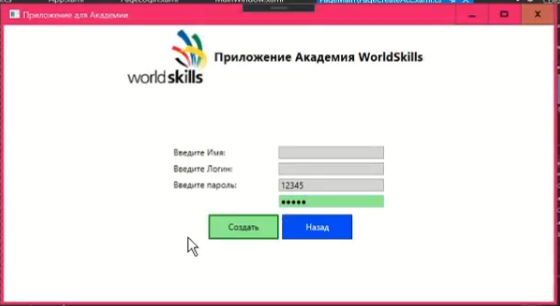 Приложение для Академии
worldskills
Приложение Академия WorldSkills
Введите Имя:
Введите Логин:
Введите пароль: 12345
•••••
Создать Назад